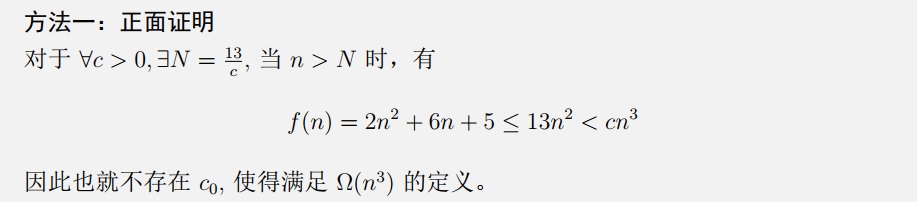 方法一：正面证明
对于 ∀c > 0, ∃N = 13/c, 当 n > N 时，有
f(n) = 2n² + 6n + 5 ≤ 13n² < cn³
因此也就不存在 c₀, 使得满足 Ω(n³) 的定义。